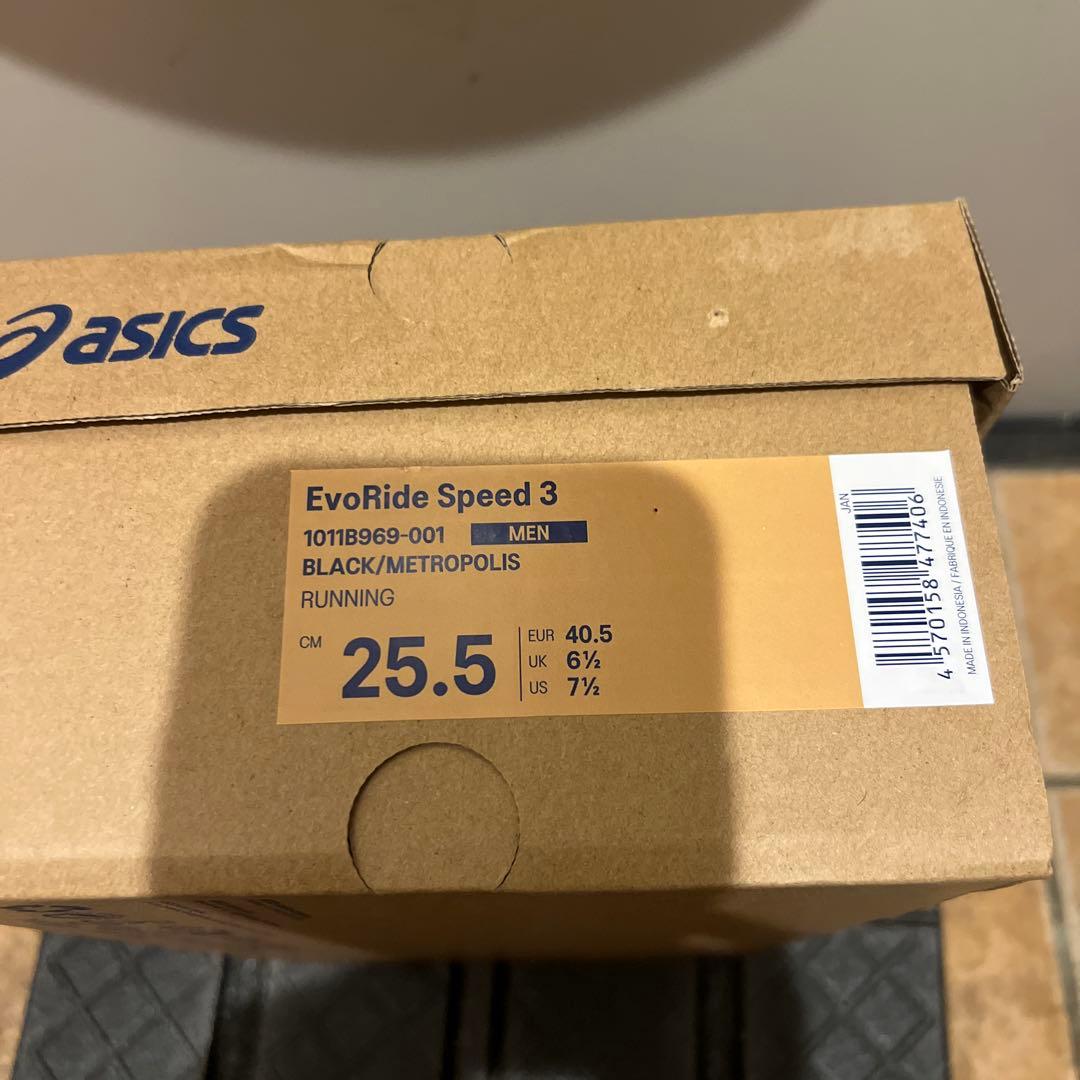 asics
EvoRide Speed 3
1011B969-001 MEN
BLACK/METROPOLIS
RUNNING
CM 25.5
EUR 40.5
UK 6½
US 7½
JAN
4 570158 477406
MADE IN INDONESIA / FABRIQUE EN INDONESIE